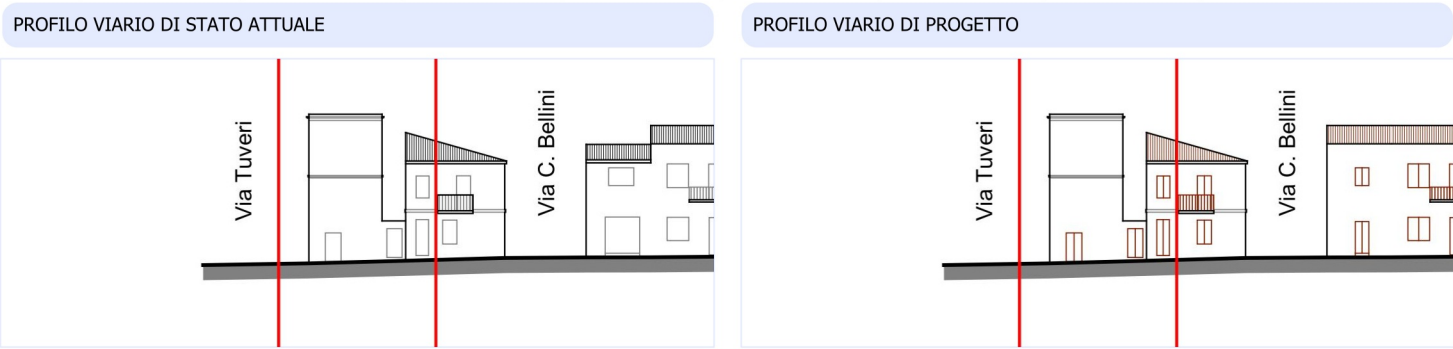 PROFILO VIARIO DI STATO ATTUALE
Via Tuveri
Via C. Bellini
PROFILO VIARIO DI PROGETTO
Via Tuveri
Via C. Bellini